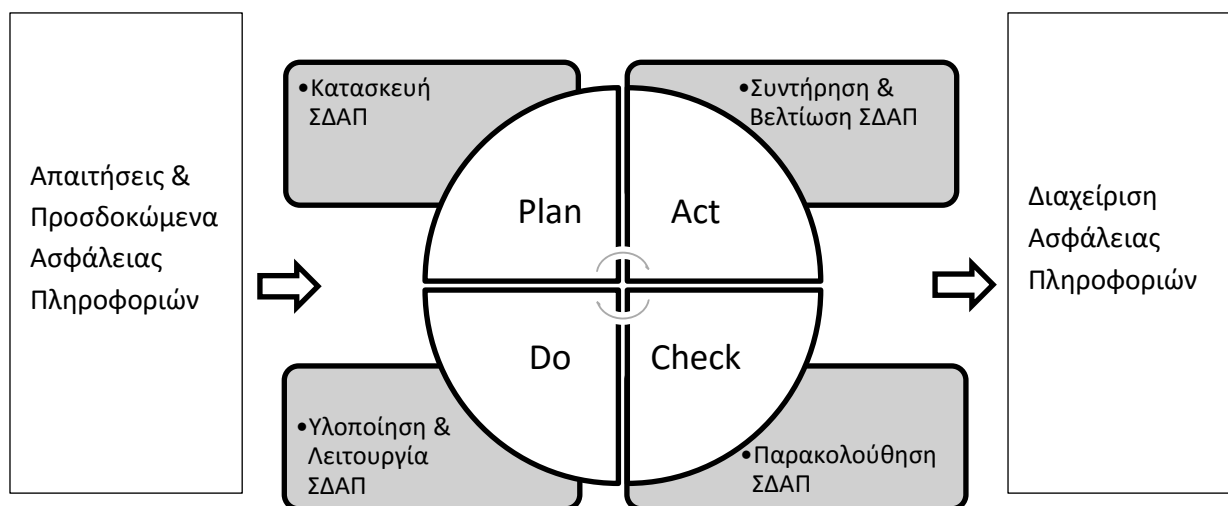 Απαιτήσεις &
Προσδοκώμενα
Ασφάλειας
Πληροφοριών
•Κατασκευή
ΣΔΑΠ
•Συντήρηση &
Βελτίωση ΣΔΑΠ
Plan
Act
Do
Check
•Υλοποίηση &
Λειτουργία
ΣΔΑΠ
•Παρακολούθηση
ΣΔΑΠ
Διαχείριση
Ασφάλειας
Πληροφοριών